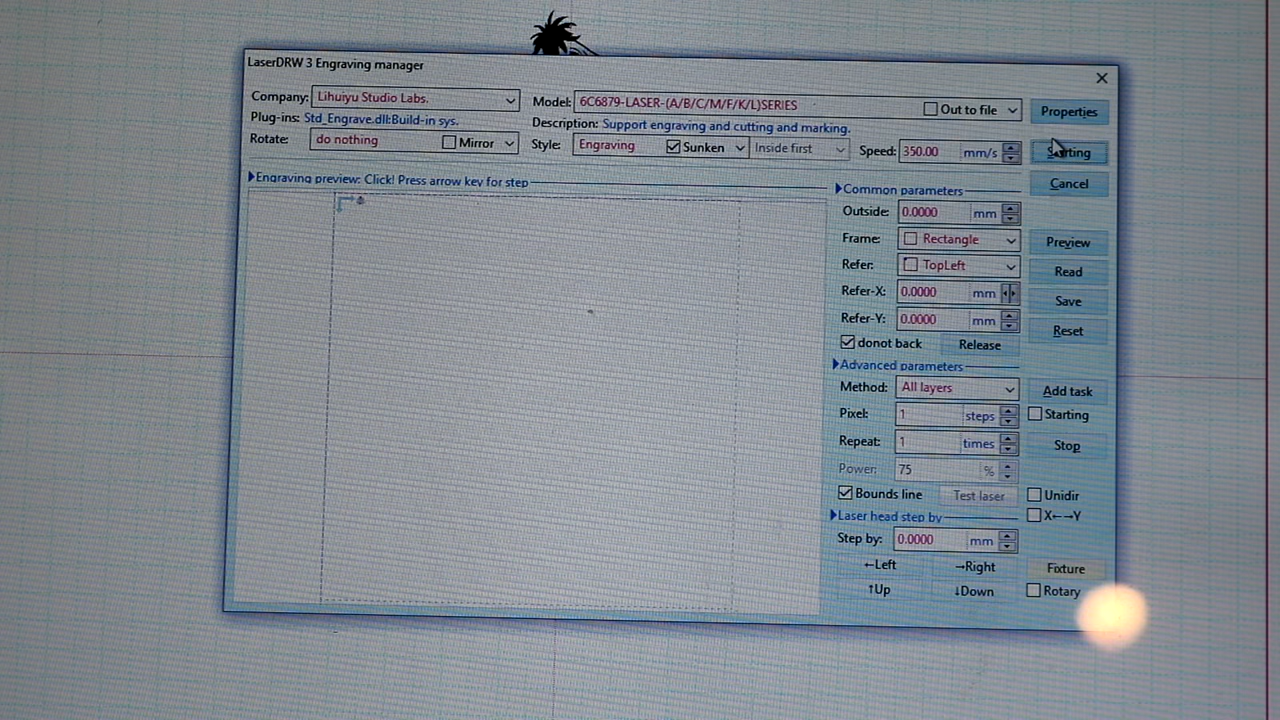 LaserDRW 3 Engraving manager
Company: Lihuiyu Studio Labs. Model: 6C6879-LASER-(A/B/C/M/F/K/L)SERIES Out to file Properties
Plug-ins: Std_Engrave.dll:Build-in sys. Description: Support engraving and cutting and marking.
Rotate: do nothing Mirror Style: Engraving Sunken Inside first Speed: 350.00 mm/s Starting
Engraving preview: Click! Press arrow key for step Common parameters Cancel
Outside: 0.0000 mm
Frame: Rectangle Preview
Refer: TopLeft Read
Refer-X: 0.0000 mm Save
Refer-Y: 0.0000 mm Reset
donot back Release
Advanced parameters
Method: All layers Add task
Pixel: 1 steps Starting
Repeat: 1 times Stop
Power: 75 %
Bounds line Test laser Unidir
Laser head step by X←→Y
Step by: 0.0000 mm
←Left →Right Fixture
↑Up ↓Down Rotary